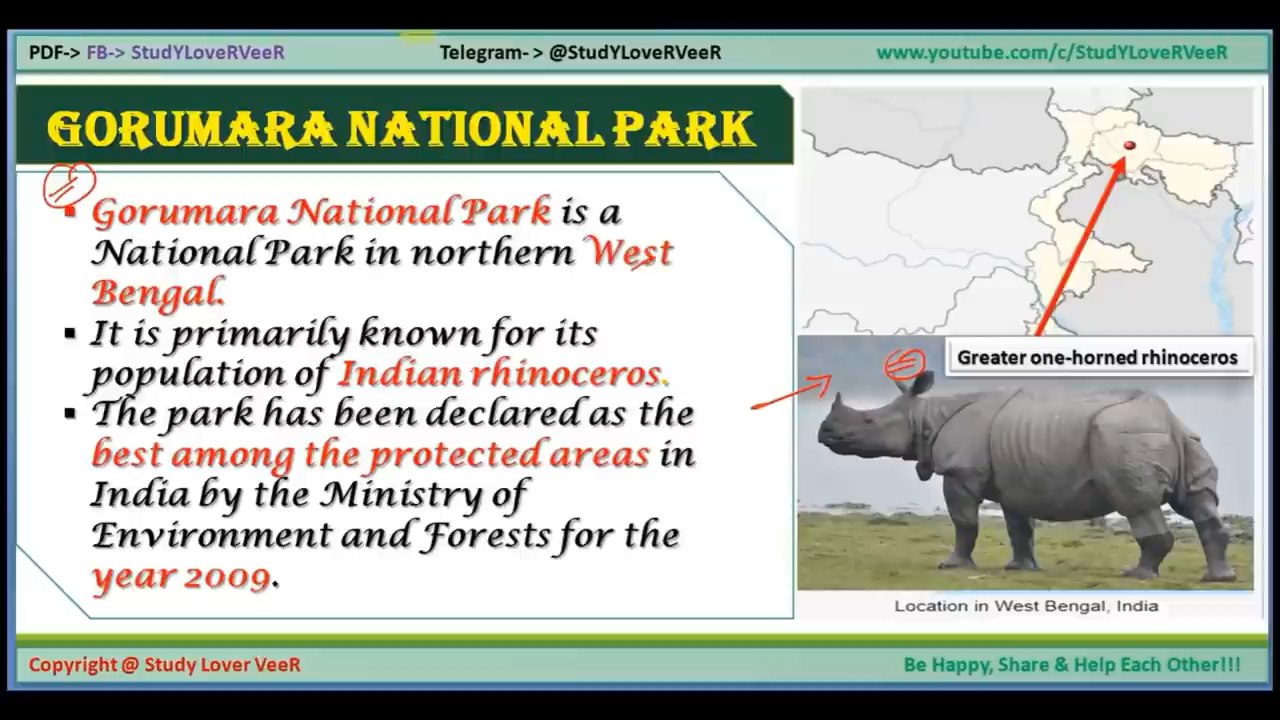 PDF-> FB-> StudYLoveRVeeR
Telegram- > @StudYLoveRVeeR
www.youtube.com/c/StudYLoveRVeeR
GORUMARA NATIONAL PARK
▪ Gorumara National Park is a
National Park in northern West
Bengal.
▪ It is primarily known for its
population of Indian rhinoceros.
▪ The park has been declared as the
best among the protected areas in
India by the Ministry of
Environment and Forests for the
year 2009.
Greater one-horned rhinoceros
Location in West Bengal, India
Copyright @ Study Lover VeeR
Be Happy, Share & Help Each Other!!!